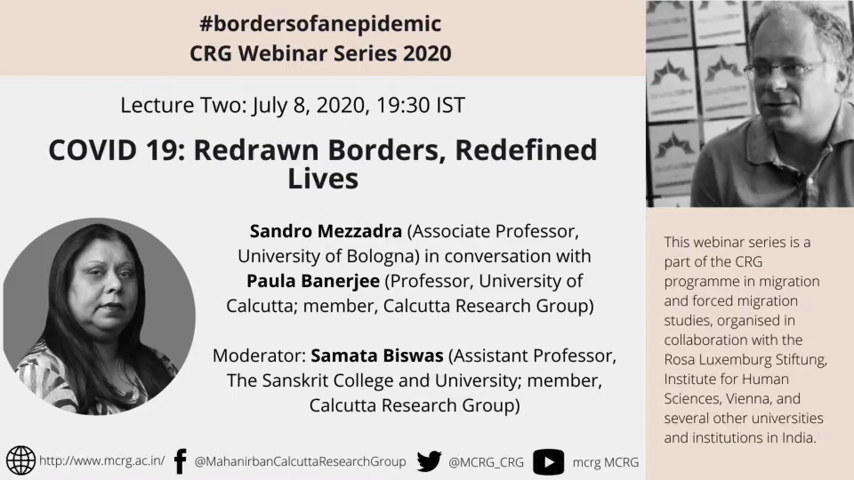 #bordersofanepidemic
CRG Webinar Series 2020
Lecture Two: July 8, 2020, 19:30 IST
COVID 19: Redrawn Borders, Redefined
Lives
Sandro Mezzadra (Associate Professor,
University of Bologna) in conversation with
Paula Banerjee (Professor, University of
Calcutta; member, Calcutta Research Group)
Moderator: Samata Biswas (Assistant Professor,
The Sanskrit College and University; member,
Calcutta Research Group)
http://www.mcrg.ac.in/ @MahanirbanCalcuttaResearchGroup @MCRG_CRG mcrg MCRG
This webinar series is a
part of the CRG
programme in migration
and forced migration
studies, organised in
collaboration with the
Rosa Luxemburg Stiftung,
Institute for Human
Sciences, Vienna, and
several other universities
and institutions in India.